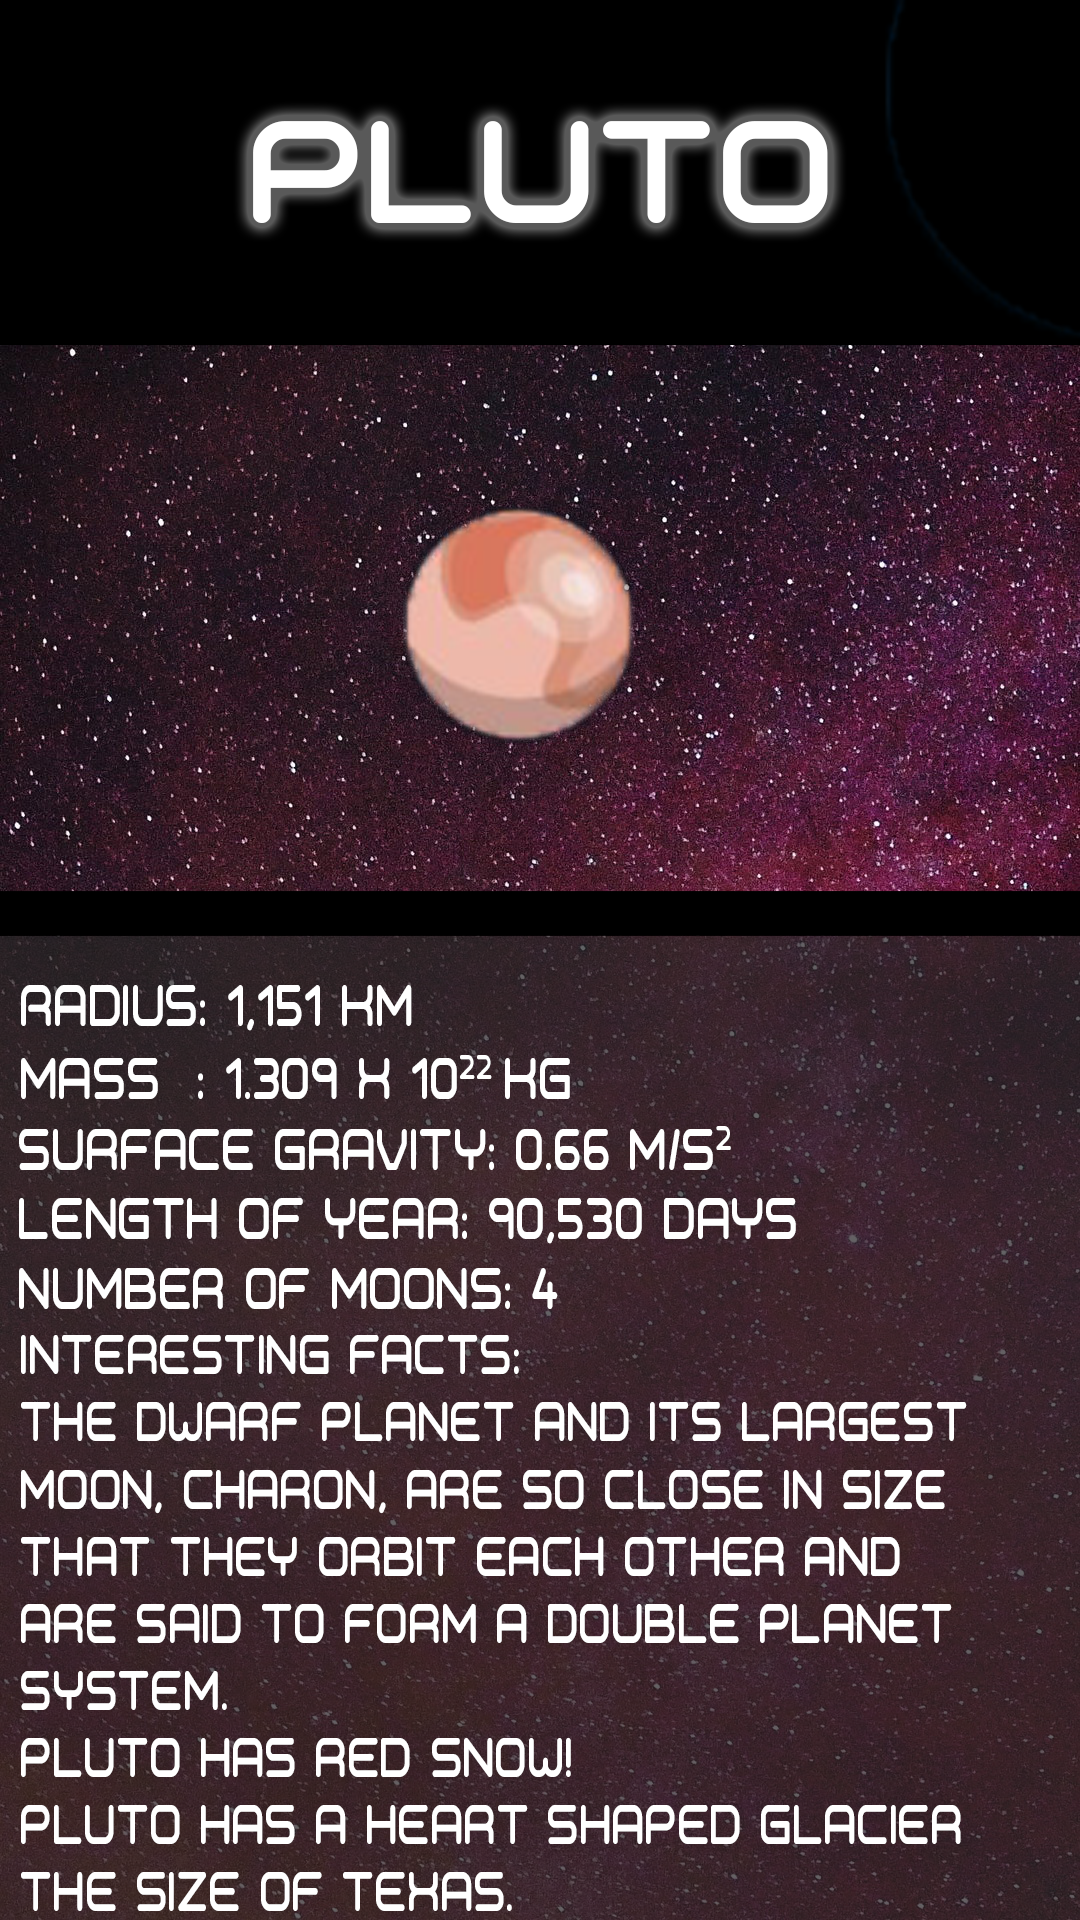 PLUTO
RADIUS: 1,151 KM
MASS : 1.309 X 10²² KG
SURFACE GRAVITY: 0.66 M/S²
LENGTH OF YEAR: 90,530 DAYS
NUMBER OF MOONS: 4
INTERESTING FACTS:
THE DWARF PLANET AND ITS LARGEST
MOON, CHARON, ARE SO CLOSE IN SIZE
THAT THEY ORBIT EACH OTHER AND
ARE SAID TO FORM A DOUBLE PLANET
SYSTEM.
PLUTO HAS RED SNOW!
PLUTO HAS A HEART SHAPED GLACIER
THE SIZE OF TEXAS.